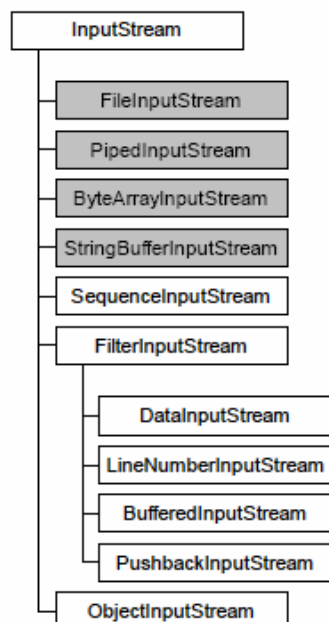 InputStream
FileInputStream
PipedInputStream
ByteArrayInputStream
StringBufferInputStream
SequenceInputStream
FilterInputStream
DataInputStream
LineNumberInputStream
BufferedInputStream
PushbackInputStream
ObjectInputStream